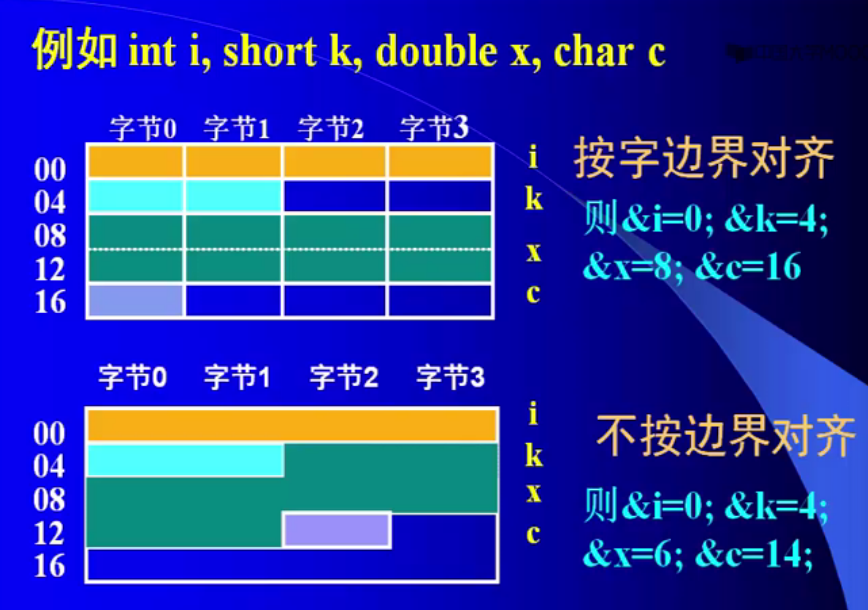 例如 int i, short k, double x, char c
字节0 字节1 字节2 字节3
00 i
04 k
08 x
12
16 c
按字边界对齐
则&i=0; &k=4;
&x=8; &c=16
字节0 字节1 字节2 字节3
00 i
04 k
08 x
12 c
16
不按边界对齐
则&i=0; &k=4;
&x=6; &c=14;